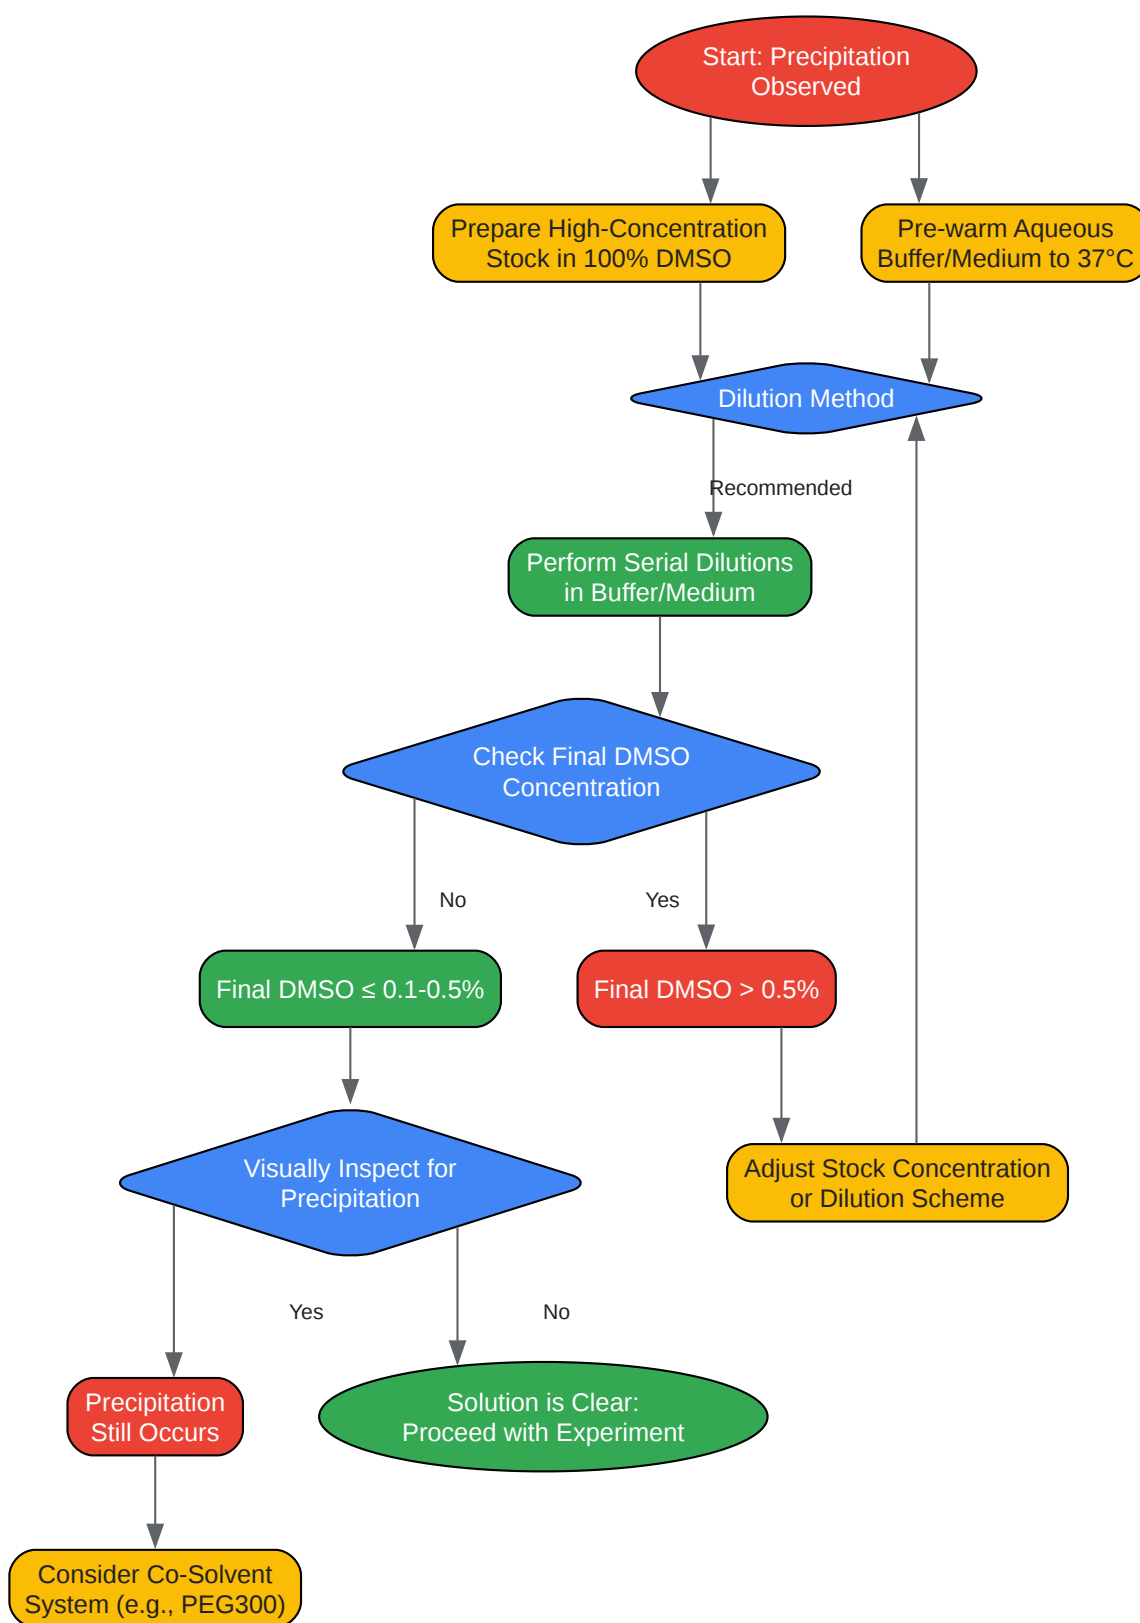 Start: Precipitation
Observed
Prepare High-Concentration
Stock in 100% DMSO
Pre-warm Aqueous
Buffer/Medium to 37°C
Dilution Method
Recommended
Perform Serial Dilutions
in Buffer/Medium
Check Final DMSO
Concentration
No
Yes
Final DMSO ≤ 0.1-0.5%
Final DMSO > 0.5%
Visually Inspect for
Precipitation
Adjust Stock Concentration
or Dilution Scheme
Yes
No
Precipitation
Still Occurs
Solution is Clear:
Proceed with Experiment
Consider Co-Solvent
System (e.g., PEG300)